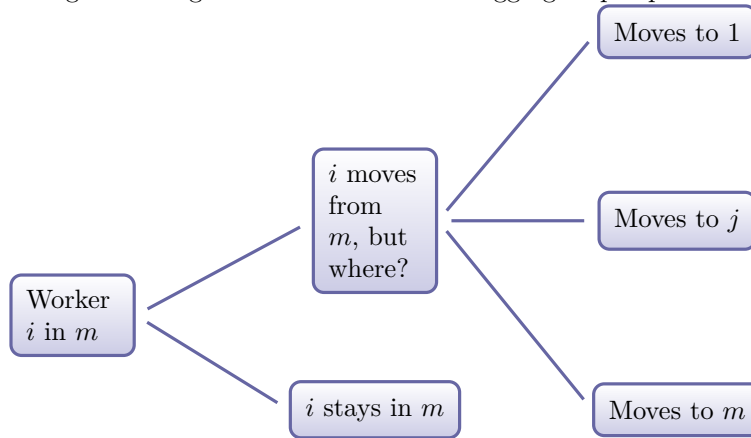 Moves to 1
i moves
from
m, but
where?
Moves to j
Worker
i in m
i stays in m
Moves to m